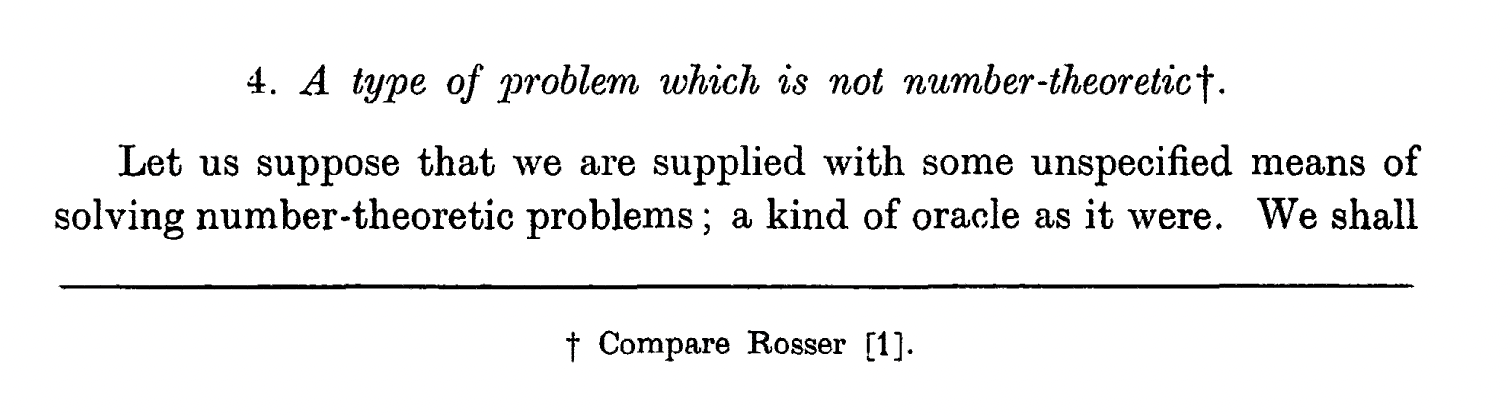 4. A type of problem which is not number-theoretic†.
Let us suppose that we are supplied with some unspecified means of
solving number-theoretic problems; a kind of oracle as it were. We shall
† Compare Rosser [1].